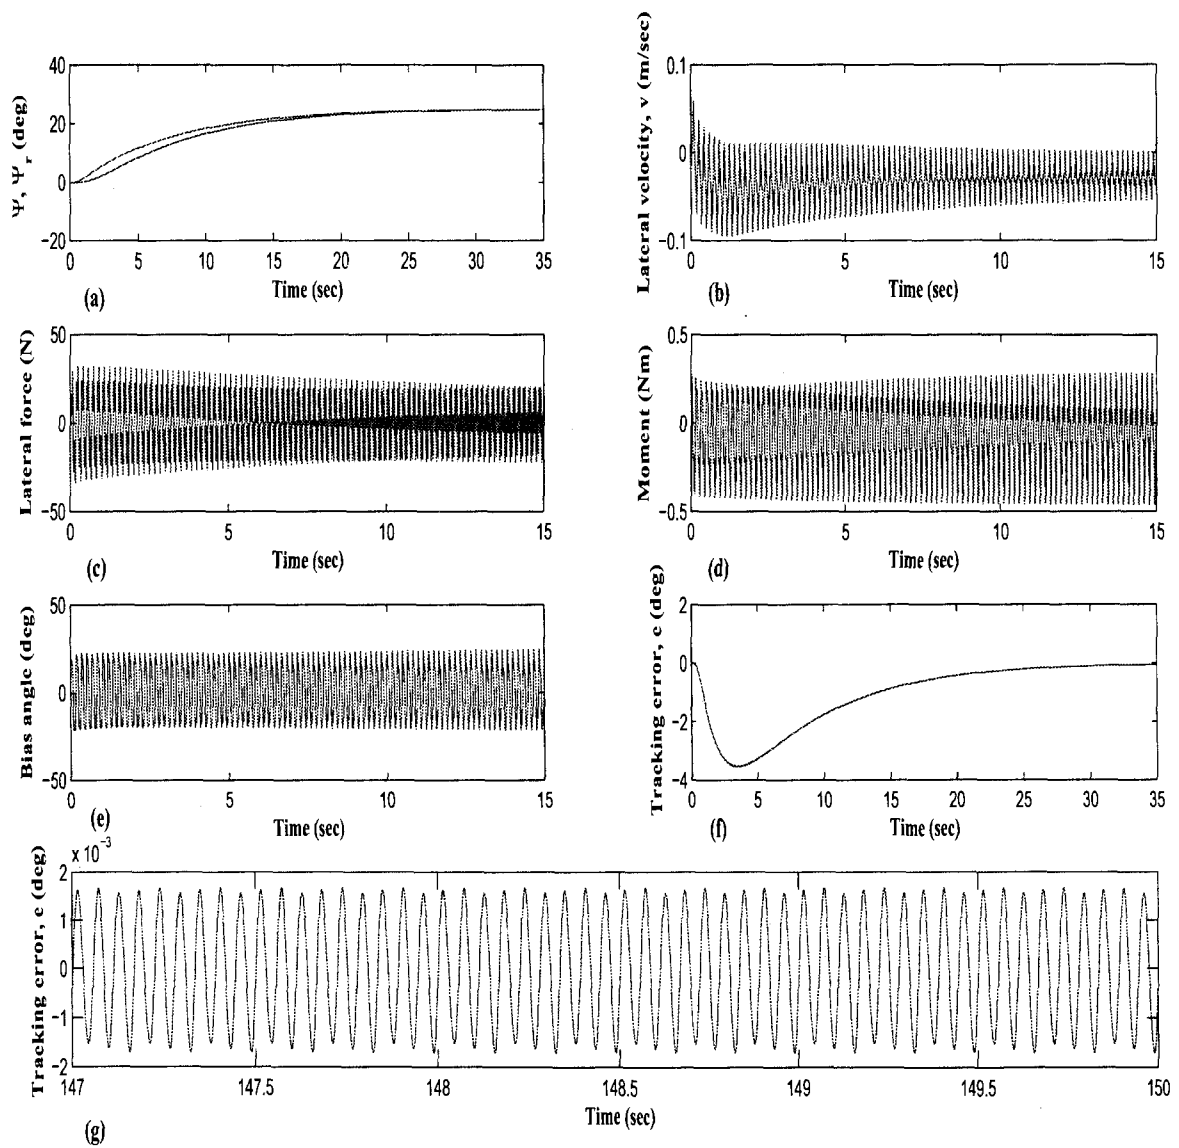 Ψ, Ψr (deg)
40
20
0
−20
0 5 10 15 20 25 30 35
Time (sec)
(a)
Lateral velocity, v (m/sec)
0.1
0
−0.1
0 5 10 15
Time (sec)
(b)
Lateral force (N)
50
0
−50
0 5 10 15
Time (sec)
(c)
Moment (Nm)
0.5
0
−0.5
0 5 10 15
Time (sec)
(d)
Bias angle (deg)
50
0
−50
0 5 10 15
Time (sec)
(e)
Tracking error, e (deg)
2
0
−2
−4
0 5 10 15 20 25 30 35
Time (sec)
(f)
Tracking error, e (deg)
× 10−3
2
1
0
−1
−2
147 147.5 148 148.5 149 149.5 150
Time (sec)
(g)